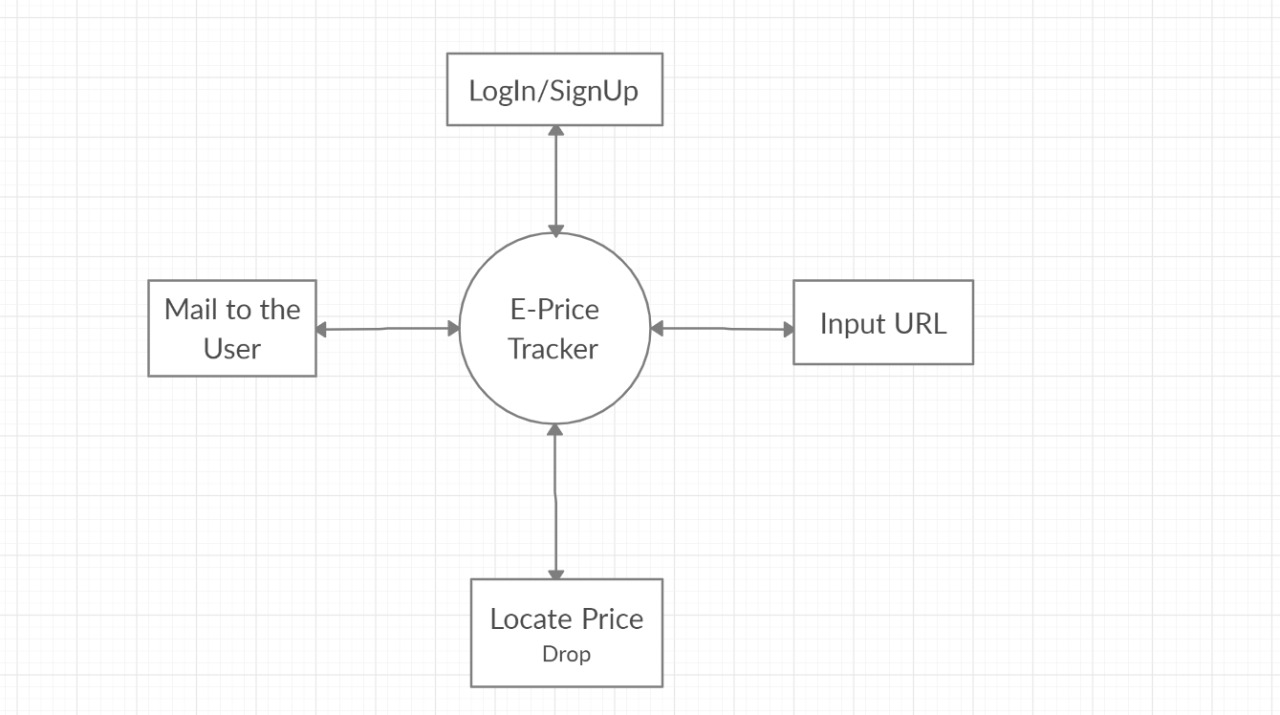 LogIn/SignUp
Mail to the
User
E-Price
Tracker
Input URL
Locate Price
Drop